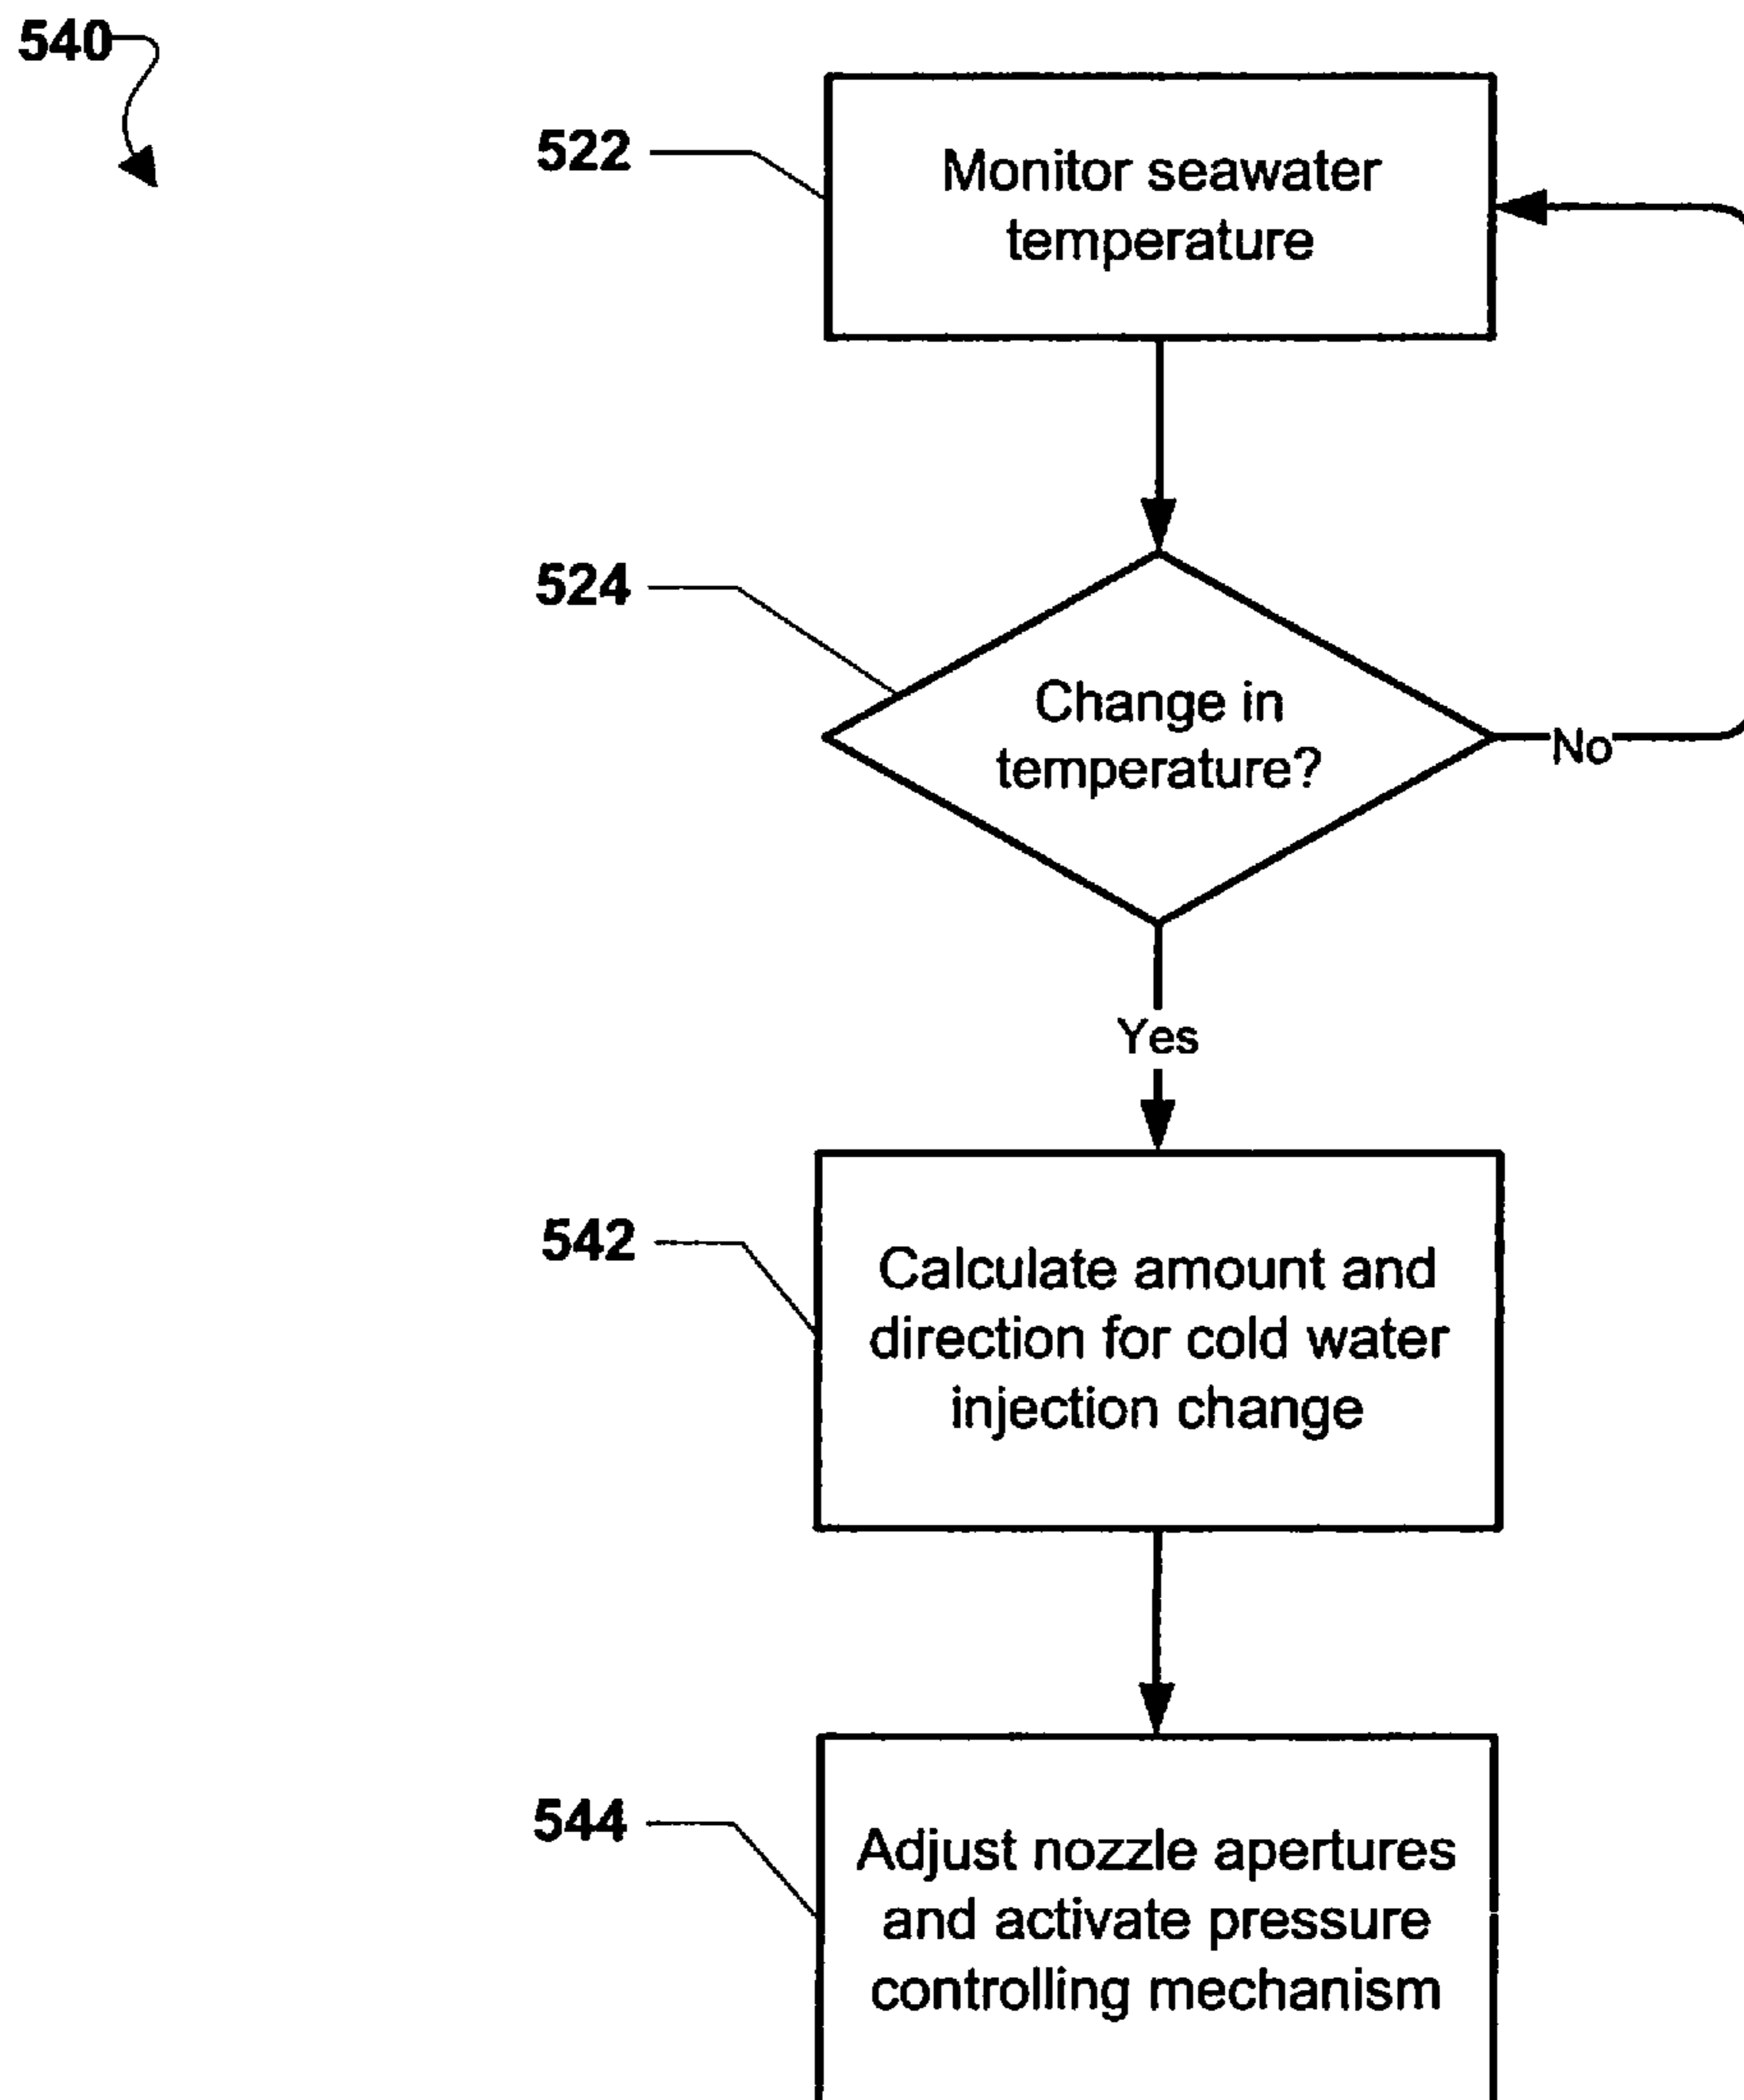 540
522
Monitor seawater
temperature
524
Change in
temperature?
No
Yes
542
Calculate amount and
direction for cold water
injection change
544
Adjust nozzle apertures
and activate pressure
controlling mechanism